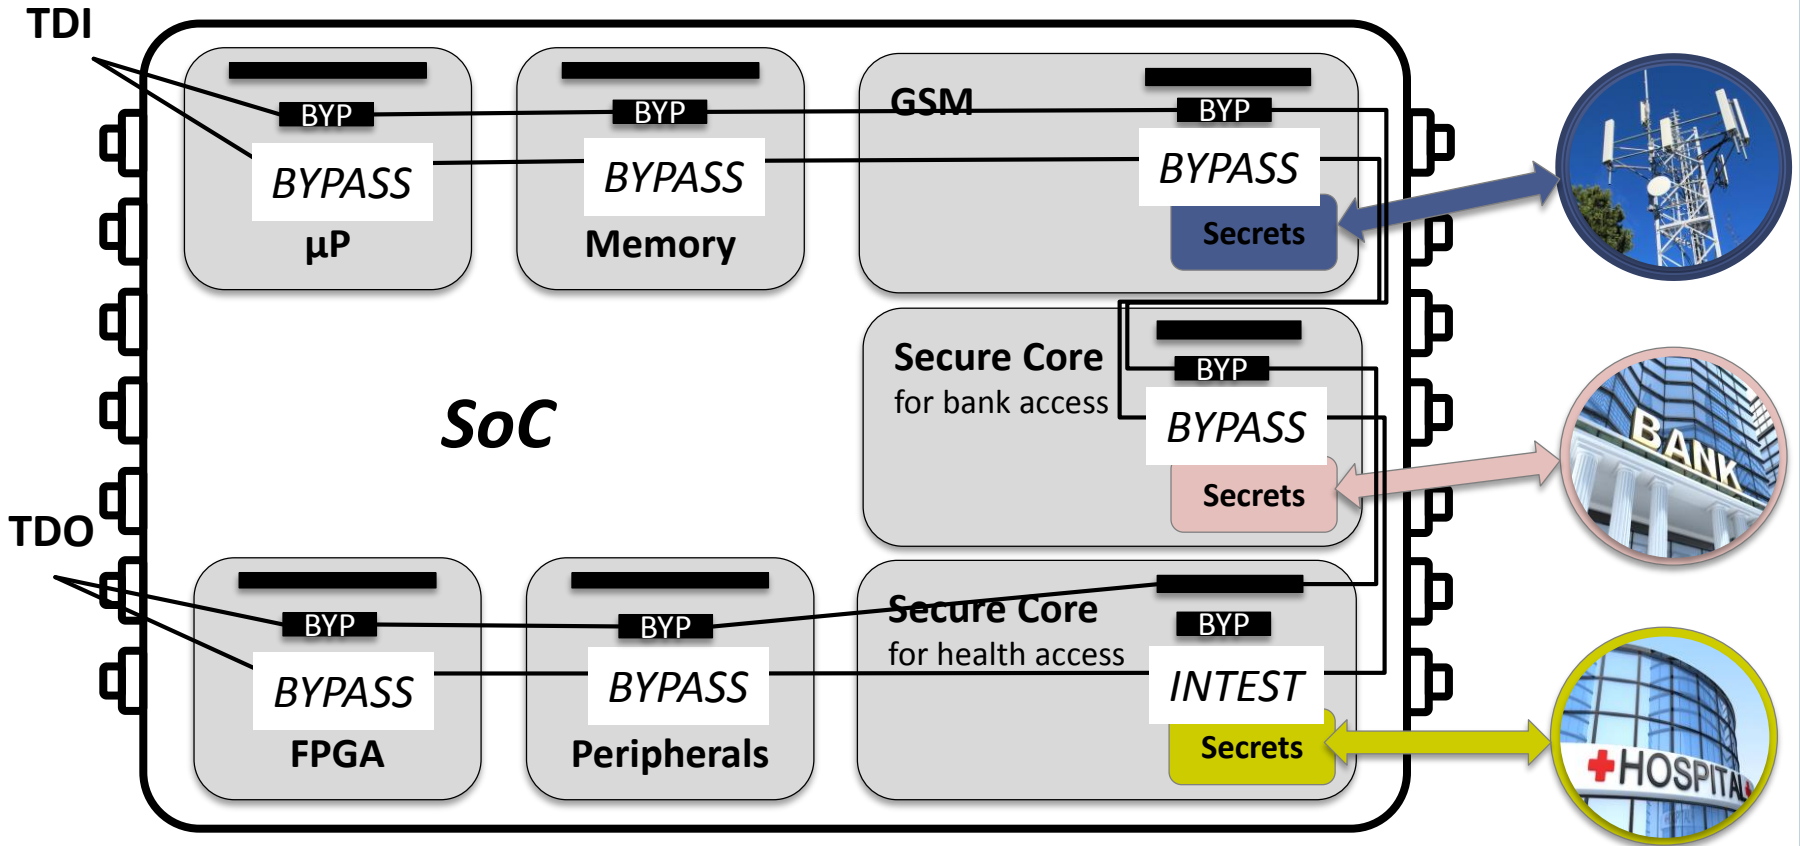 TDI
BYP
BYPASS
µP
BYP
BYPASS
Memory
GSM
BYP
BYPASS
Secrets
Secure Core
for bank access
BYP
BYPASS
Secrets
BANK
SoC
TDO
BYP
BYPASS
FPGA
BYP
BYPASS
Peripherals
Secure Core
for health access
BYP
INTEST
Secrets
HOSPITAL